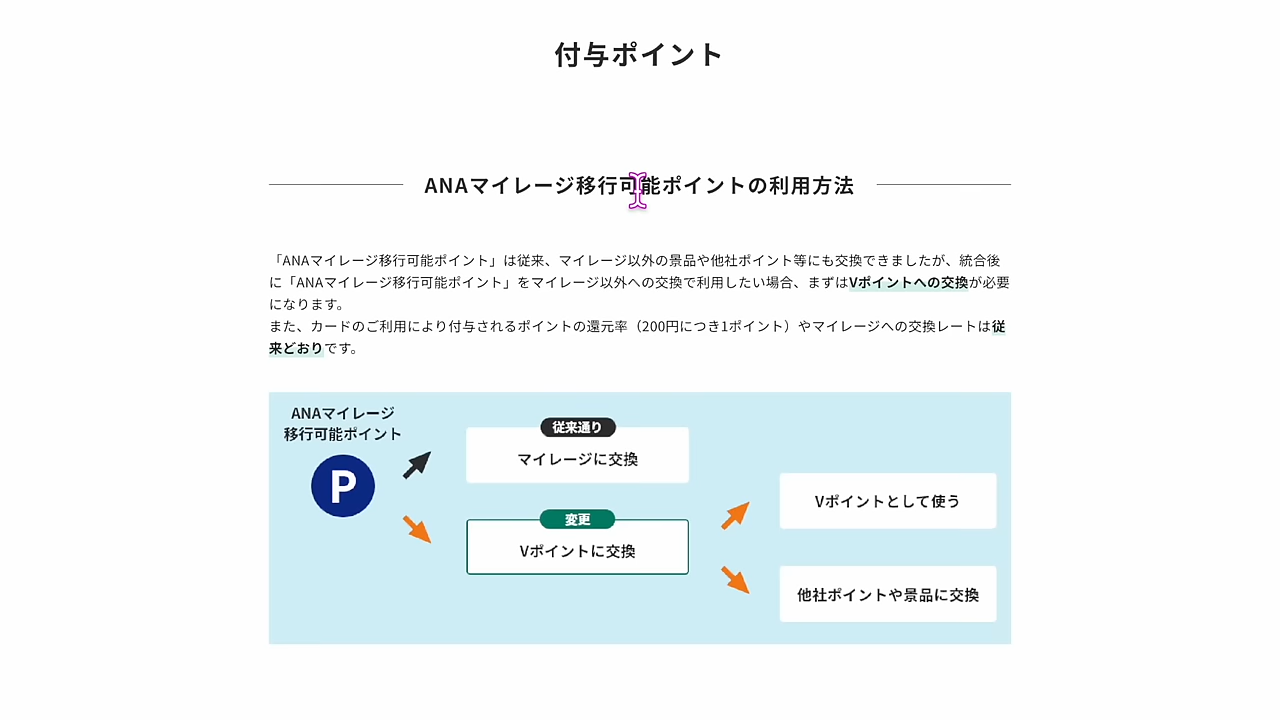 付与ポイント
ANAマイレージ移行可能ポイントの利用方法
「ANAマイレージ移行可能ポイント」は従来、マイレージ以外の景品や他社ポイント等にも交換できましたが、統合後
に「ANAマイレージ移行可能ポイント」をマイレージ以外への交換で利用したい場合、まずはVポイントへの交換が必要
になります。
また、カードのご利用により付与されるポイントの還元率（200円につき1ポイント）やマイレージへの交換レートは従
来どおりです。
ANAマイレージ
移行可能ポイント
P
従来通り
マイレージに交換
変更
Vポイントに交換
Vポイントとして使う
他社ポイントや景品に交換